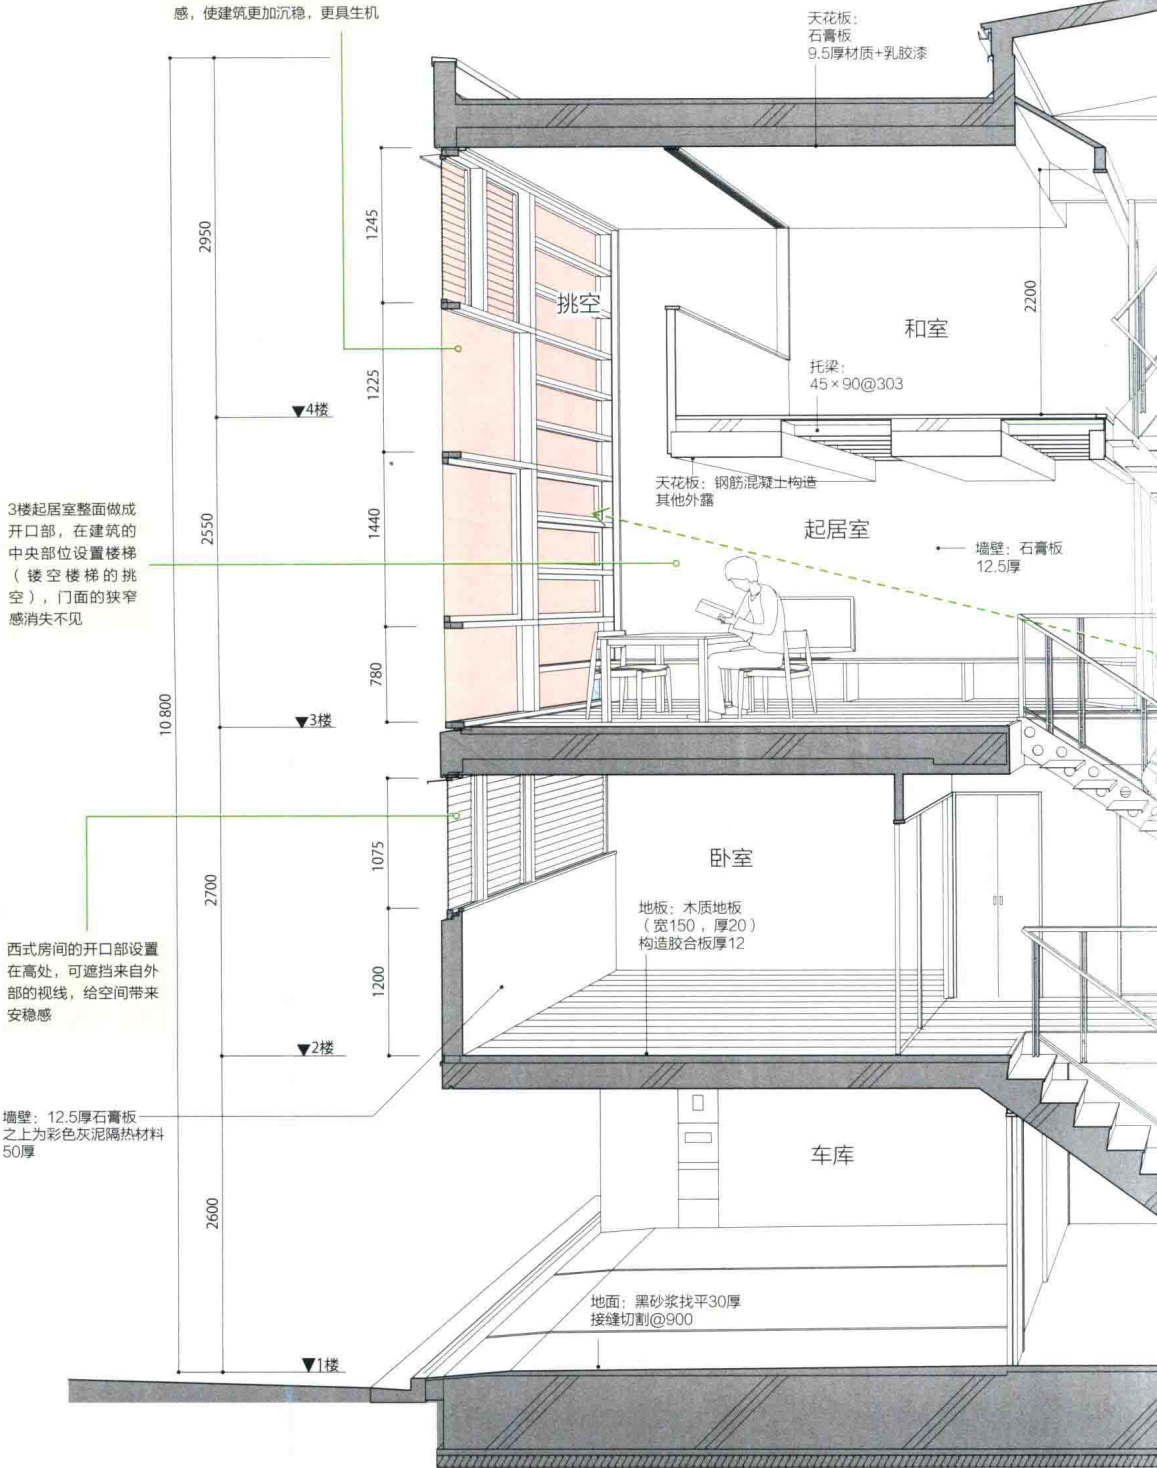 感，使建筑更加沉稳，更具生机
天花板：
石膏板
9.5厚材质+乳胶漆
2950
1245
挑空
和室
2200
托梁：
45×90@303
1225
▼4楼
天花板：钢筋混凝土构造
其他外露
3楼起居室整面做成
开口部，在建筑的
中央部位设置楼梯
（镂空楼梯的挑
空），门面的狭窄
感消失不见
2550
1440
起居室
墙壁：石膏板
12.5厚
780
10 800
▼3楼
1075
卧室
2700
地板：木质地板
（宽150，厚20）
构造胶合板厚12
西式房间的开口部设置
在高处，可遮挡来自外
部的视线，给空间带来
安稳感
1200
▼2楼
墙壁：12.5厚石膏板
之上为彩色灰泥隔热材料
50厚
车库
2600
地面：黑砂浆找平30厚
接缝切割@900
▼1楼